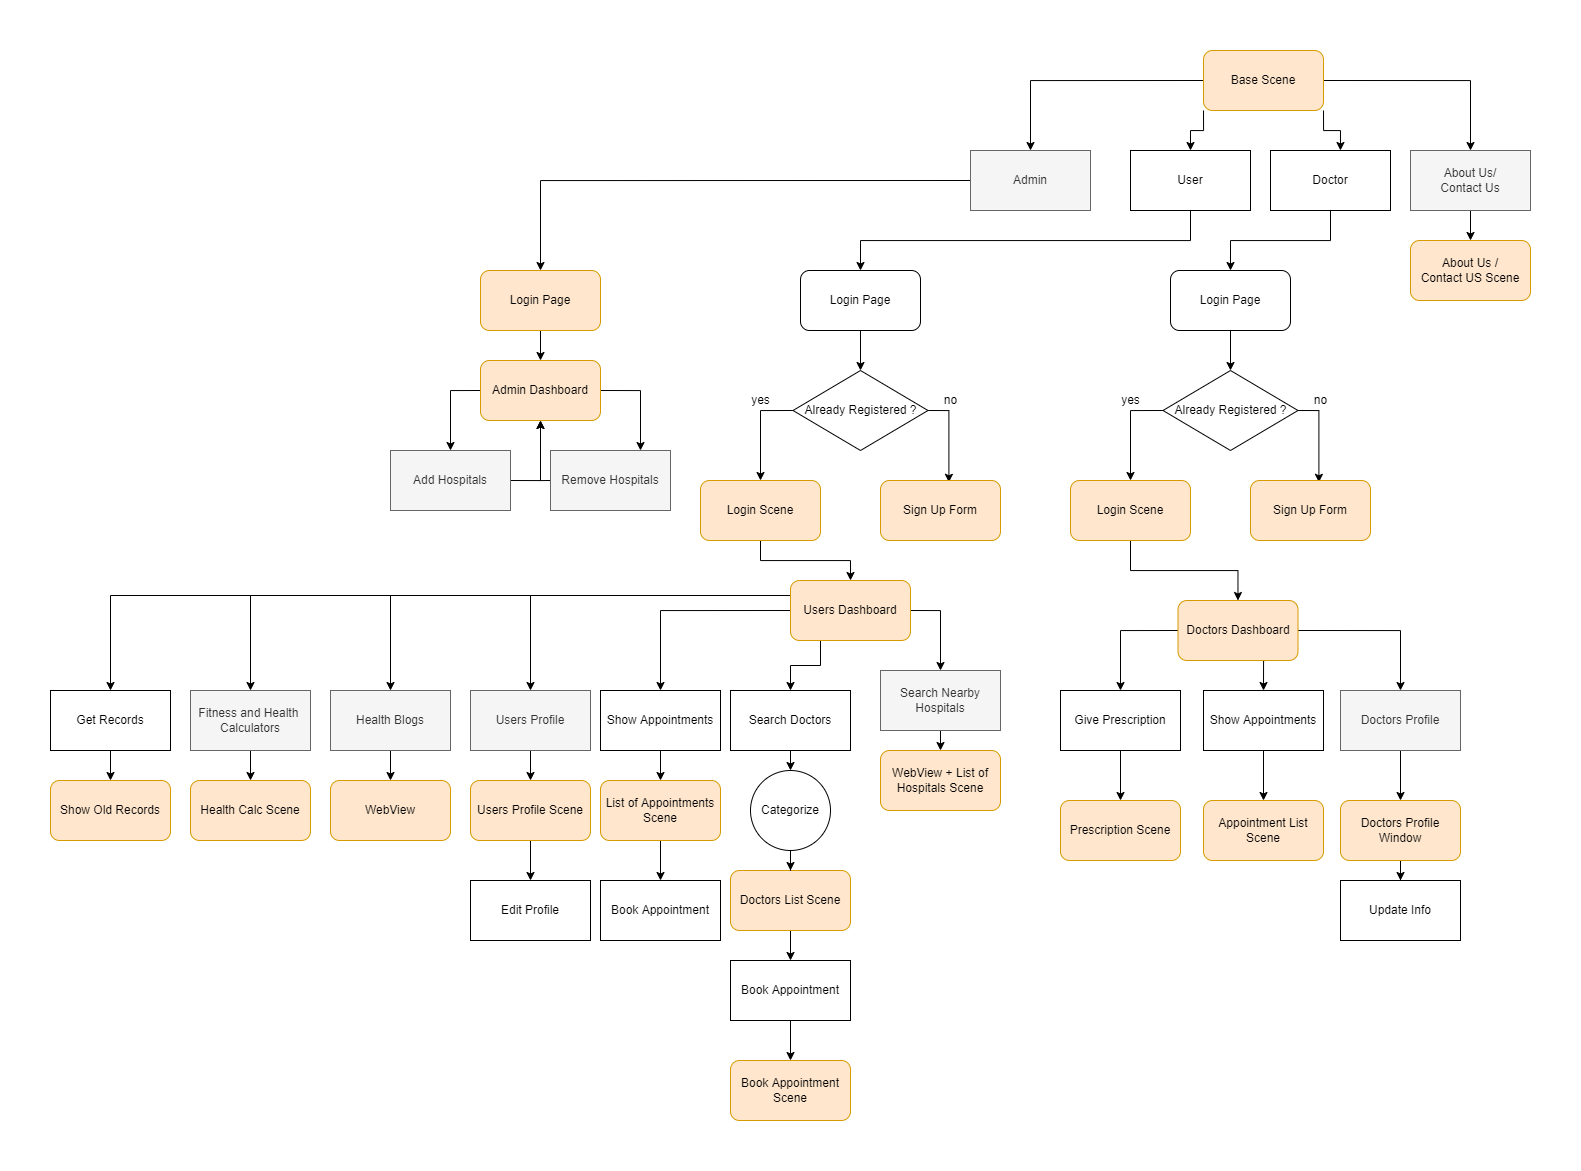 Base Scene
Admin
User
Doctor
About Us/
Contact Us
About Us /
Contact US Scene
Login Page
Login Page
Login Page
Admin Dashboard
Add Hospitals
Remove Hospitals
yes
Already Registered ?
no
yes
Already Registered ?
no
Login Scene
Sign Up Form
Login Scene
Sign Up Form
Users Dashboard
Doctors Dashboard
Get Records
Fitness and Health
Calculators
Health Blogs
Users Profile
Show Appointments
Search Doctors
Search Nearby
Hospitals
Give Prescription
Show Appointments
Doctors Profile
Show Old Records
Health Calc Scene
WebView
Users Profile Scene
List of Appointments
Scene
Categorize
WebView + List of
Hospitals Scene
Prescription Scene
Appointment List
Scene
Doctors Profile
Window
Edit Profile
Book Appointment
Doctors List Scene
Update Info
Book Appointment
Book Appointment
Scene